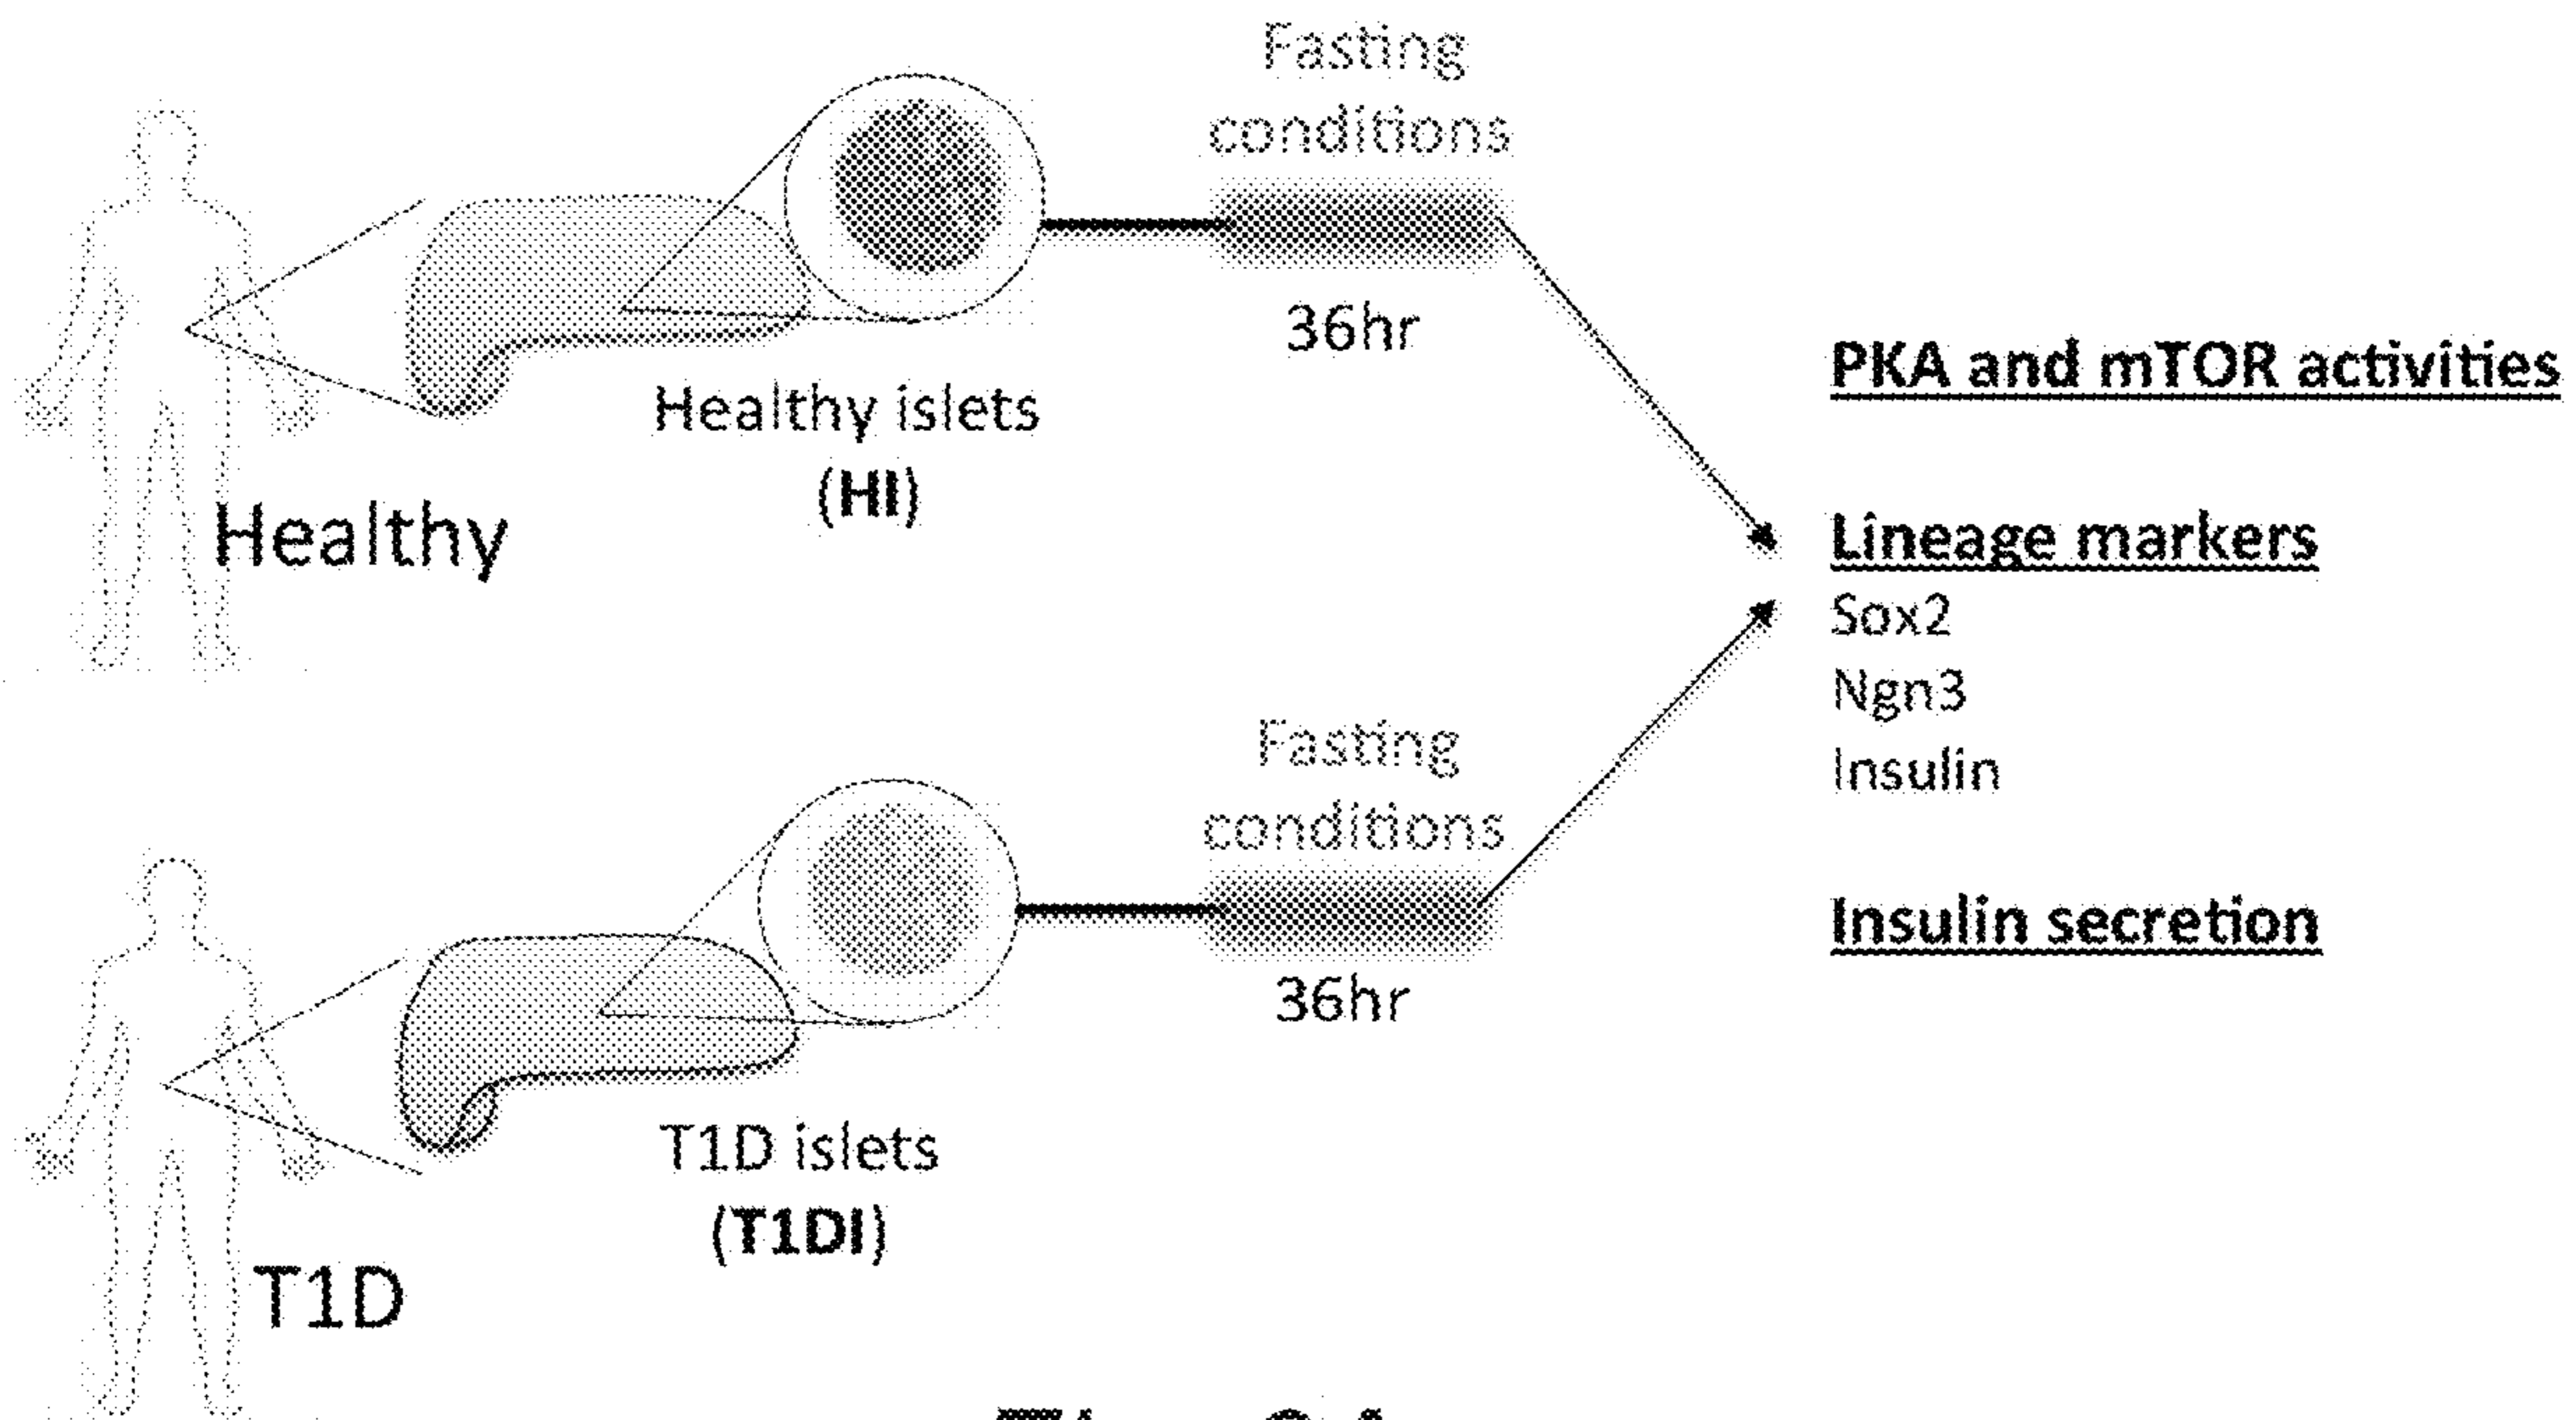 Fasting
conditions
36hr
Healthy islets
(HI)
Healthy
PKA and mTOR activities
Lineage markers
Sox2
Ngn3
Insulin
Insulin secretion
Fasting
conditions
36hr
T1D islets
(T1DI)
T1D